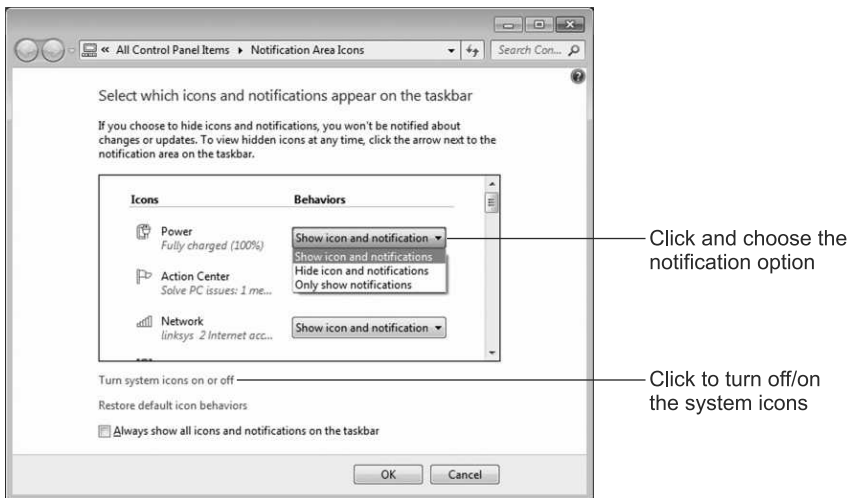 « All Control Panel Items ▸ Notification Area Icons
Search Con...
Select which icons and notifications appear on the taskbar
If you choose to hide icons and notifications, you won't be notified about
changes or updates. To view hidden icons at any time, click the arrow next to the
notification area on the taskbar.
Icons Behaviors
Power
Fully charged (100%)
Show icon and notification
Show icon and notifications
Hide icon and notifications
Only show notifications
Action Center
Solve PC issues: 1 me...
Network
linksys 2 Internet acc...
Show icon and notification
Turn system icons on or off
Restore default icon behaviors
Always show all icons and notifications on the taskbar
OK Cancel
Click and choose the
notification option
Click to turn off/on
the system icons